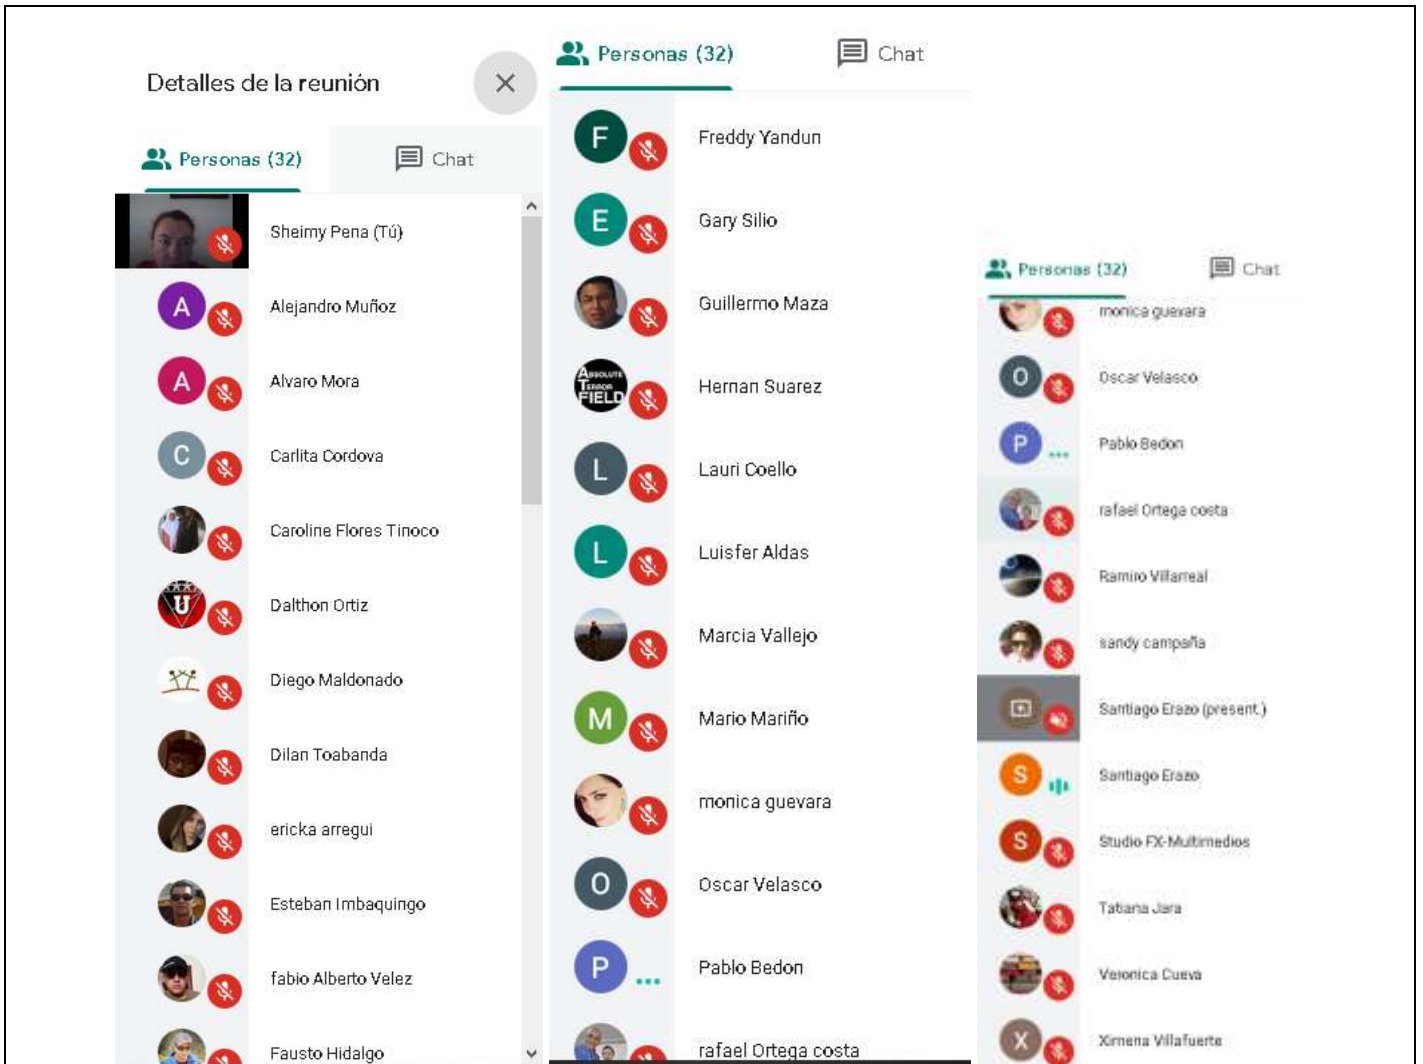 Detalles de la reunión
Personas (32)
Chat
Sheimy Pena (Tú)
A
Alejandro Muñoz
A
Alvaro Mora
C
Carlita Cordova
Caroline Flores Tinoco
U
Dalthon Ortiz
Diego Maldonado
Dilan Toabanda
ericka arregui
Esteban Imbaquingo
fabio Alberto Velez
Fausto Hidalgo
Personas (32)
Chat
F
Freddy Yandun
E
Gary Silio
Guillermo Maza
ABSOLUTE
TERROR
FIELD
Hernan Suarez
L
Lauri Coello
L
Luisfer Aldas
Marcia Vallejo
M
Mario Mariño
monica guevara
O
Oscar Velasco
P
Pablo Bedon
rafael Ortega costa
Personas (32)
Chat
monica guevara
O
Oscar Velasco
P
Pablo Bedon
rafael Ortega costa
Ramiro Villarreal
sandy campaña
Santiago Erazo (present.)
S
Santiago Erazo
S
Studio FX-Multimedios
Tatiana Jara
Veronica Cueva
X
Ximena Villafuerte